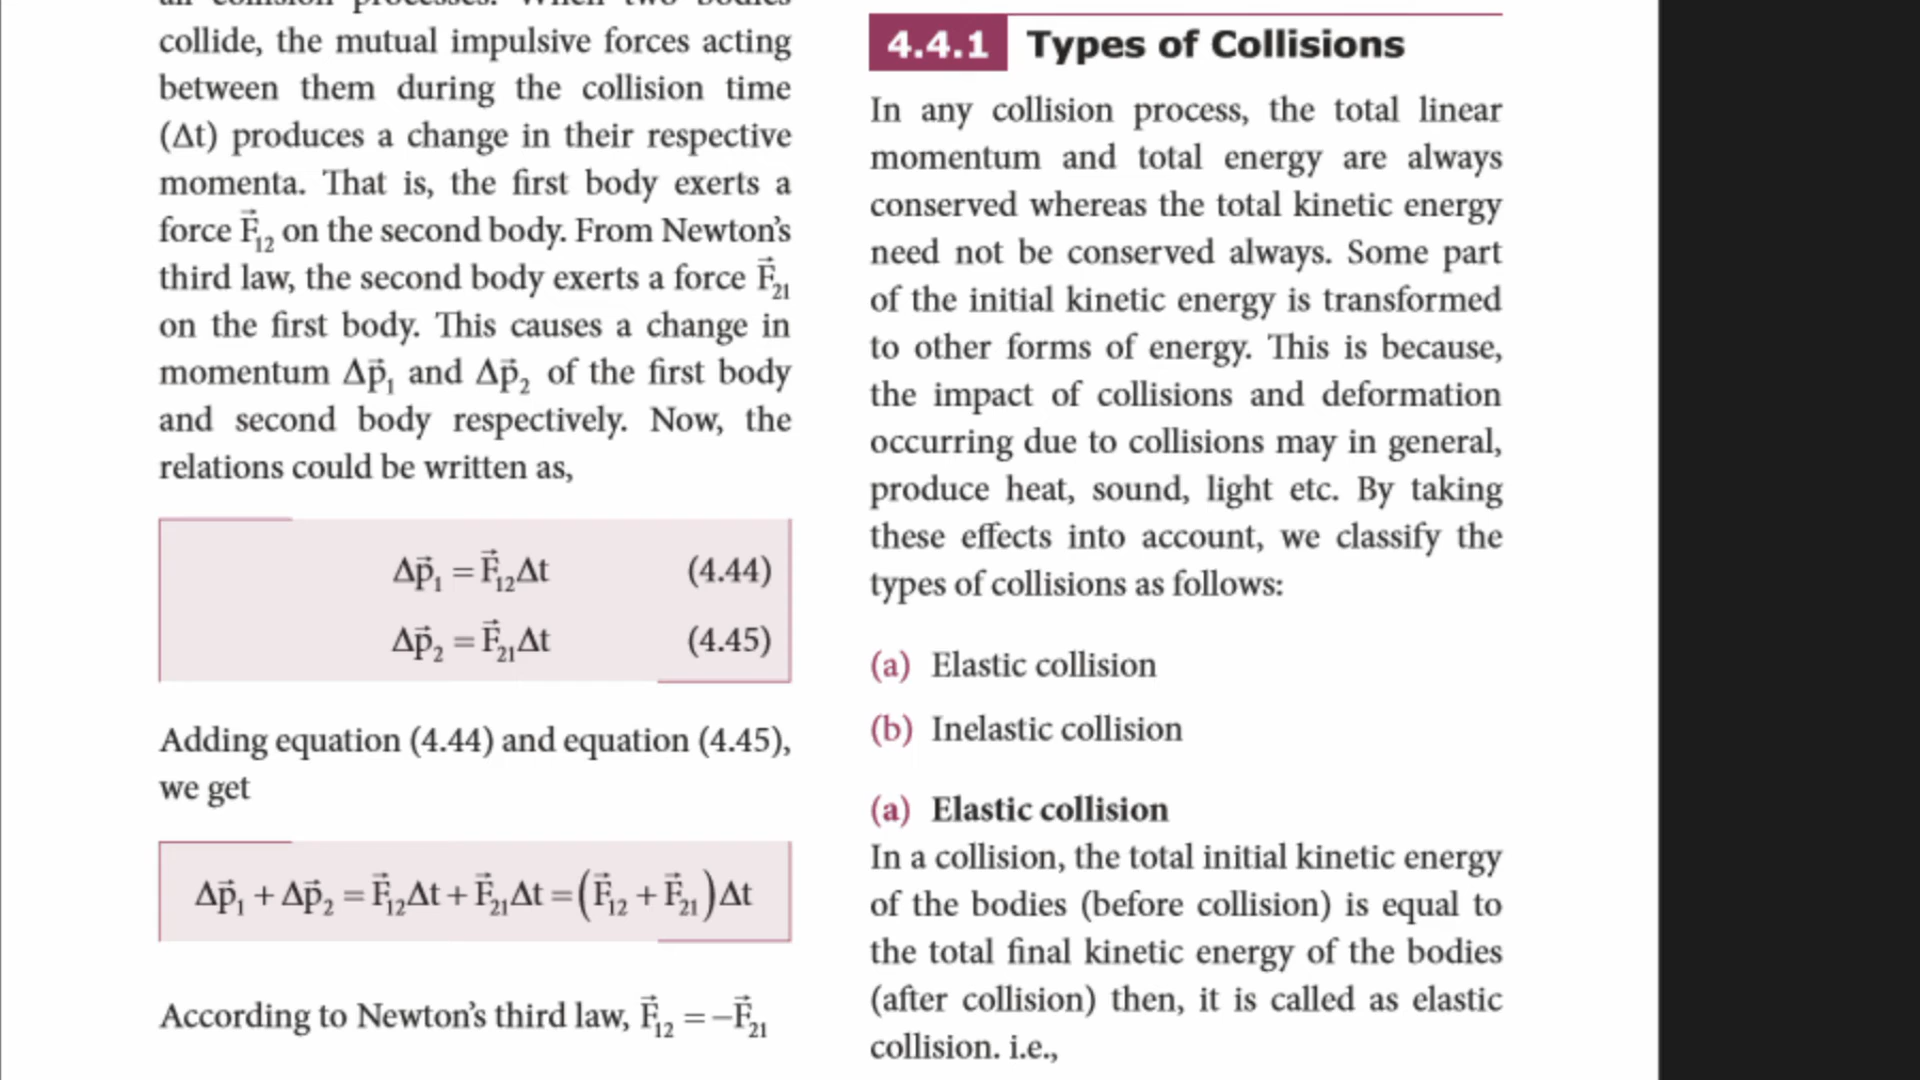 collide, the mutual impulsive forces acting
between them during the collision time
(Δt) produces a change in their respective
momenta. That is, the first body exerts a
force F⃗₁₂ on the second body. From Newton's
third law, the second body exerts a force F⃗₂₁
on the first body. This causes a change in
momentum Δp⃗₁ and Δp⃗₂ of the first body
and second body respectively. Now, the
relations could be written as,
Δp⃗₁ = F⃗₁₂Δt (4.44)
Δp⃗₂ = F⃗₂₁Δt (4.45)
Adding equation (4.44) and equation (4.45),
we get
Δp⃗₁ + Δp⃗₂ = F⃗₁₂Δt + F⃗₂₁Δt = (F⃗₁₂ + F⃗₂₁)Δt
According to Newton's third law, F⃗₁₂ = −F⃗₂₁
4.4.1 Types of Collisions
In any collision process, the total linear
momentum and total energy are always
conserved whereas the total kinetic energy
need not be conserved always. Some part
of the initial kinetic energy is transformed
to other forms of energy. This is because,
the impact of collisions and deformation
occurring due to collisions may in general,
produce heat, sound, light etc. By taking
these effects into account, we classify the
types of collisions as follows:
(a) Elastic collision
(b) Inelastic collision
(a) Elastic collision
In a collision, the total initial kinetic energy
of the bodies (before collision) is equal to
the total final kinetic energy of the bodies
(after collision) then, it is called as elastic
collision. i.e.,